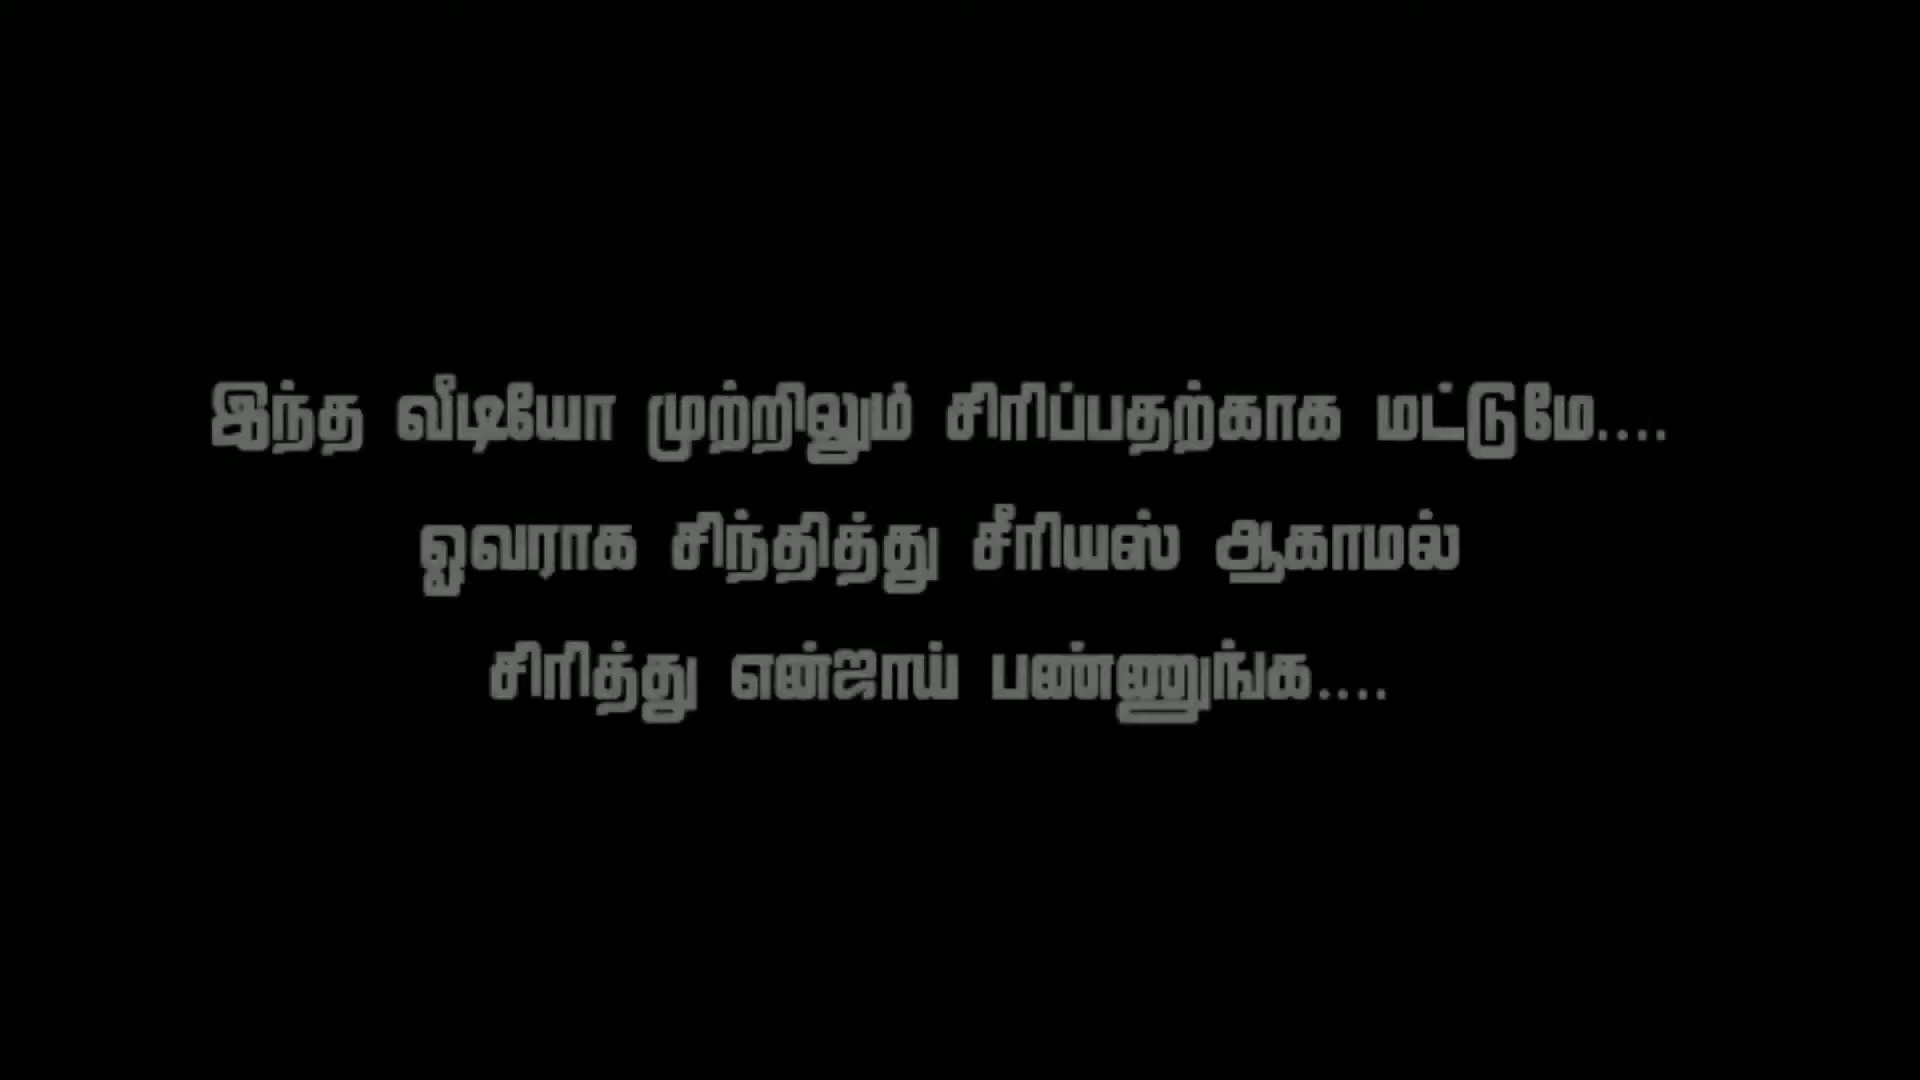 இந்த வீடியோ முற்றிலும் சிரிப்பதற்காக மட்டுமே....
ஓவராக சிந்தித்து சீரியஸ் ஆகாமல்
சிரித்து என்ஜாய் பண்ணுங்க....